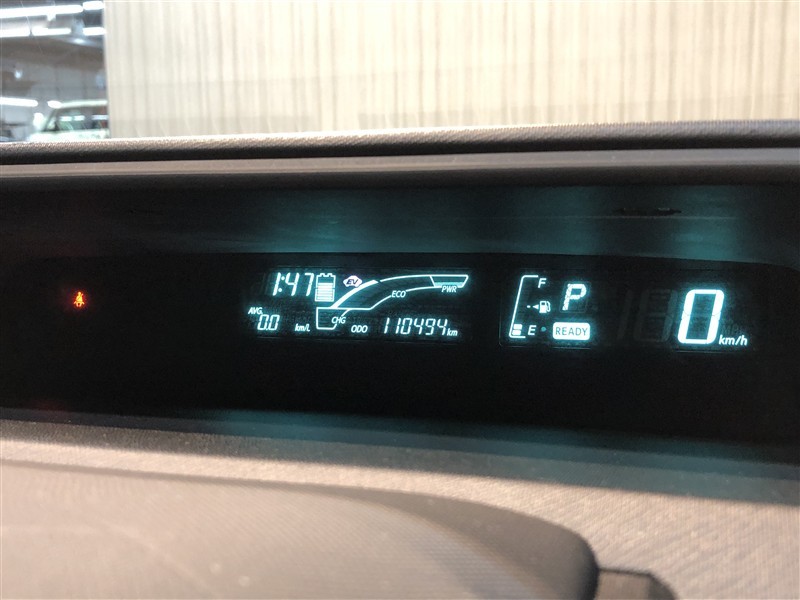 1:47 EV
ECO PWR
AVG. 0.0 km/L
CHG
ODO 110494 km
F
P
E READY
0 km/h